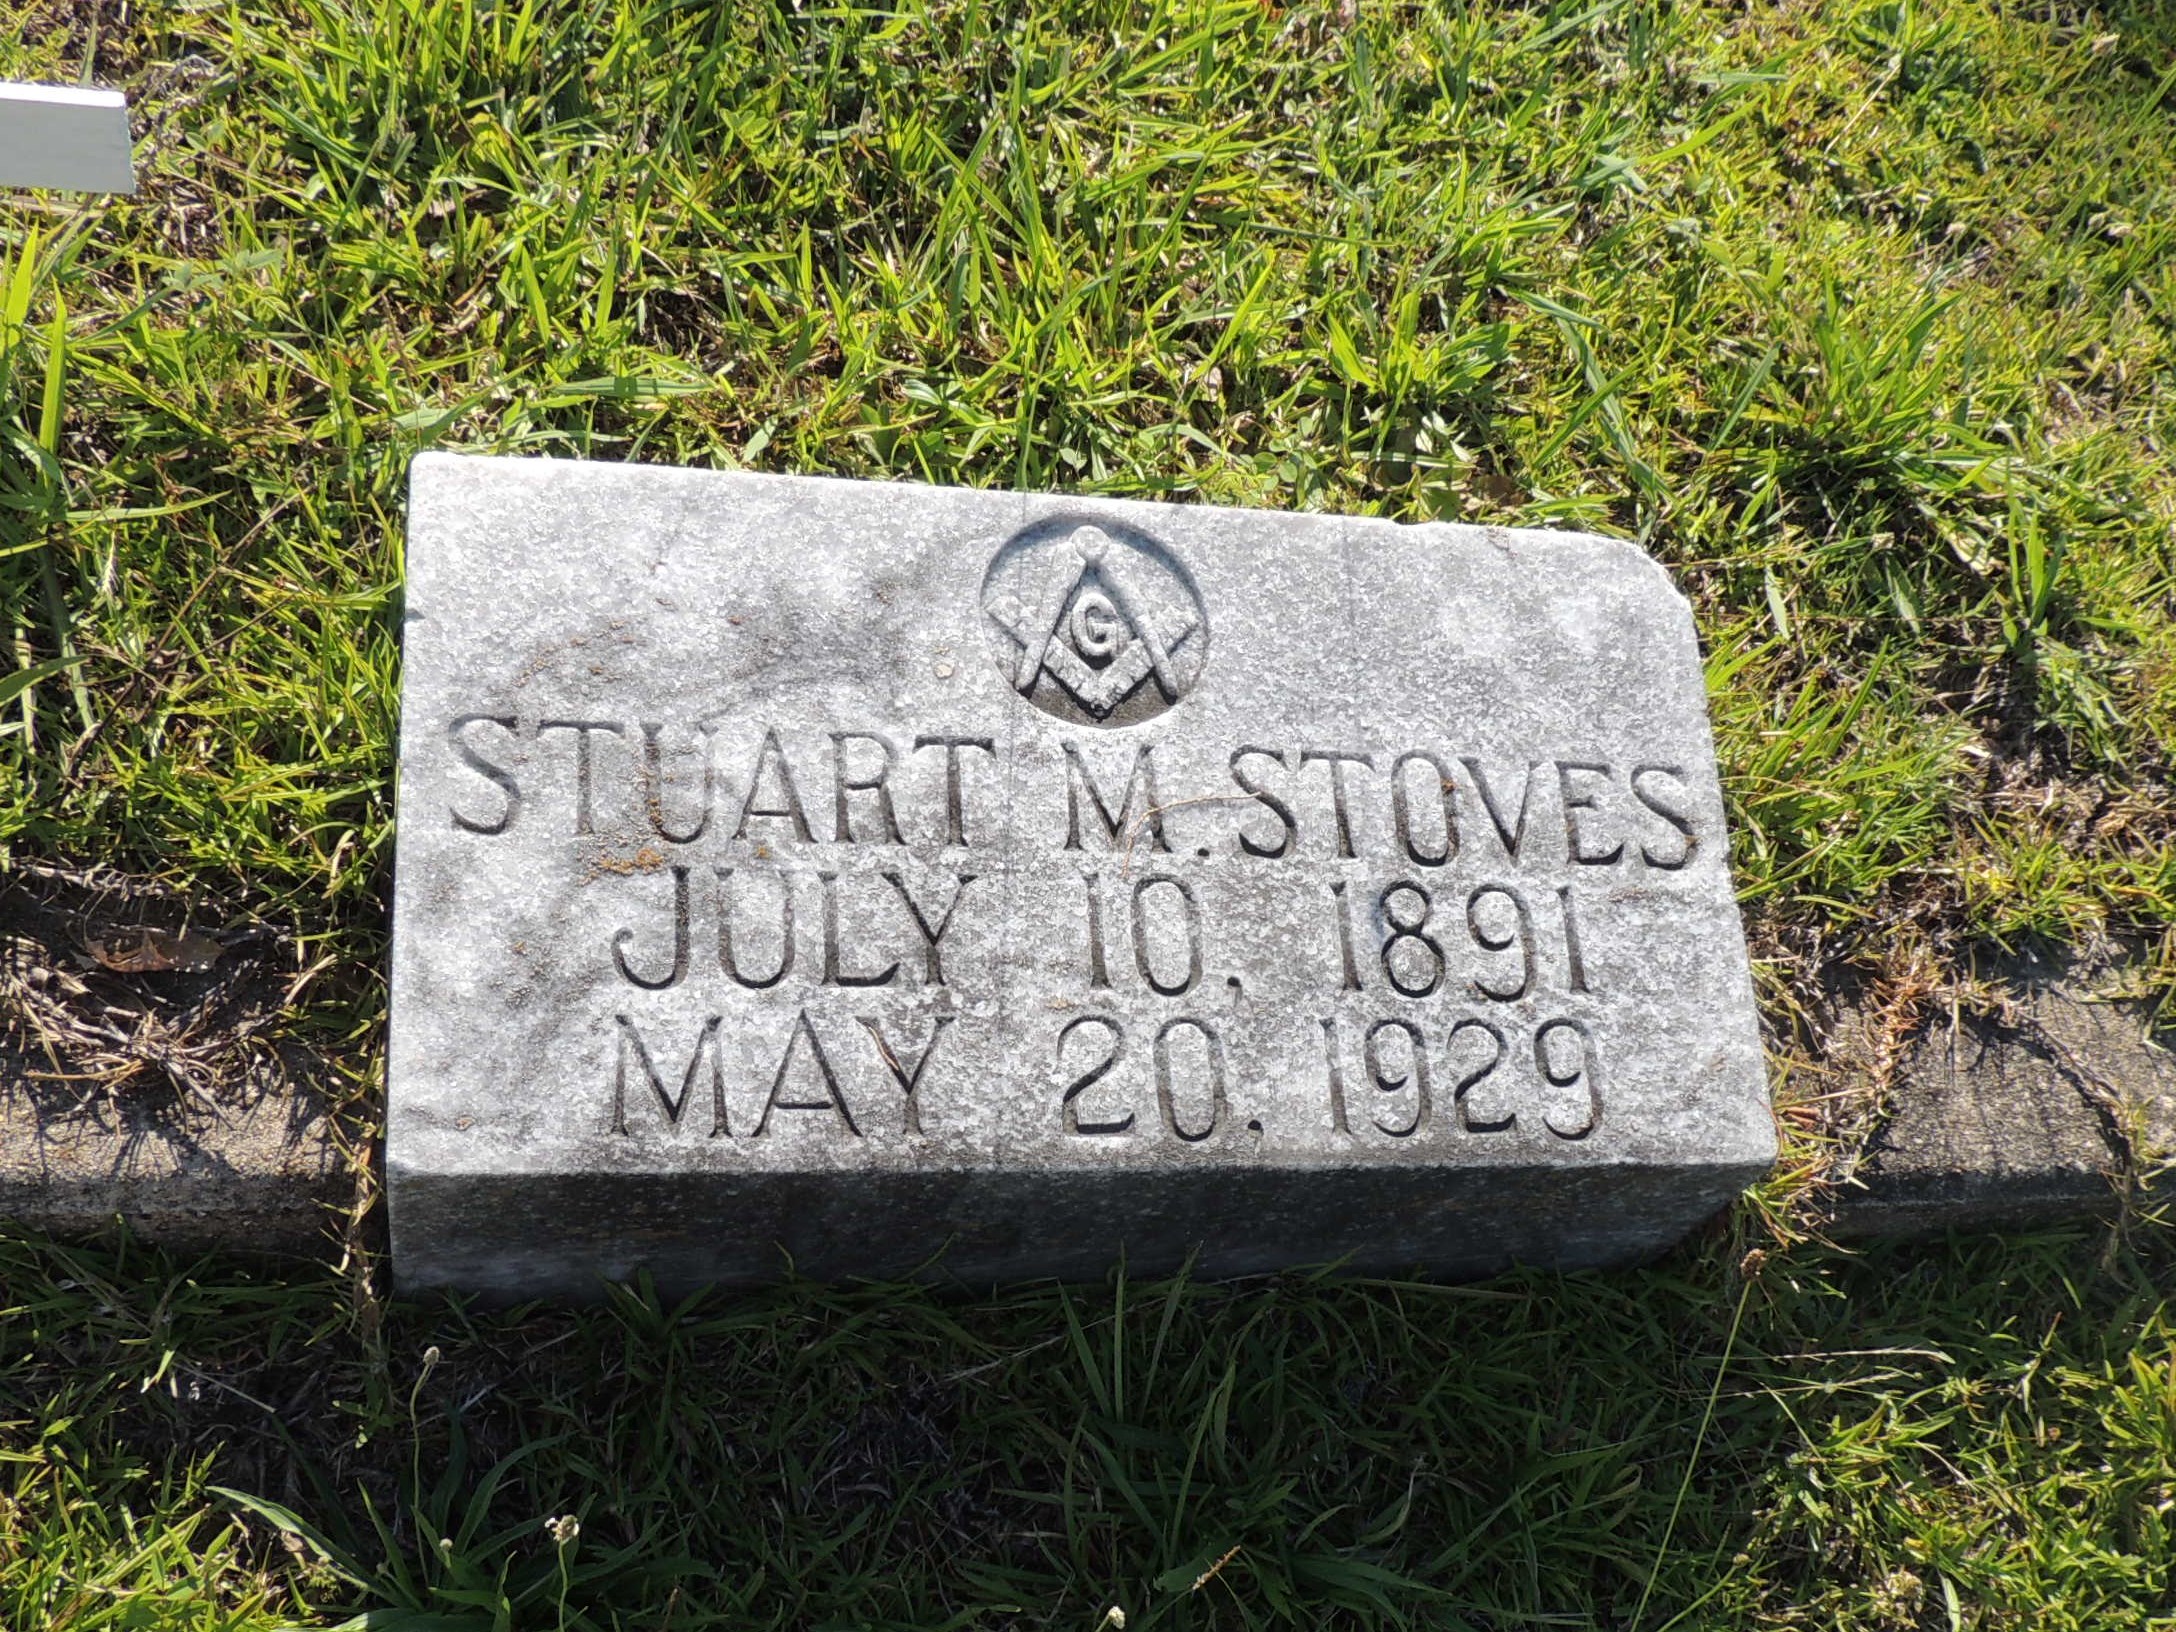 G
STUART M. STOVES
JULY 10, 1891
MAY 20, 1929